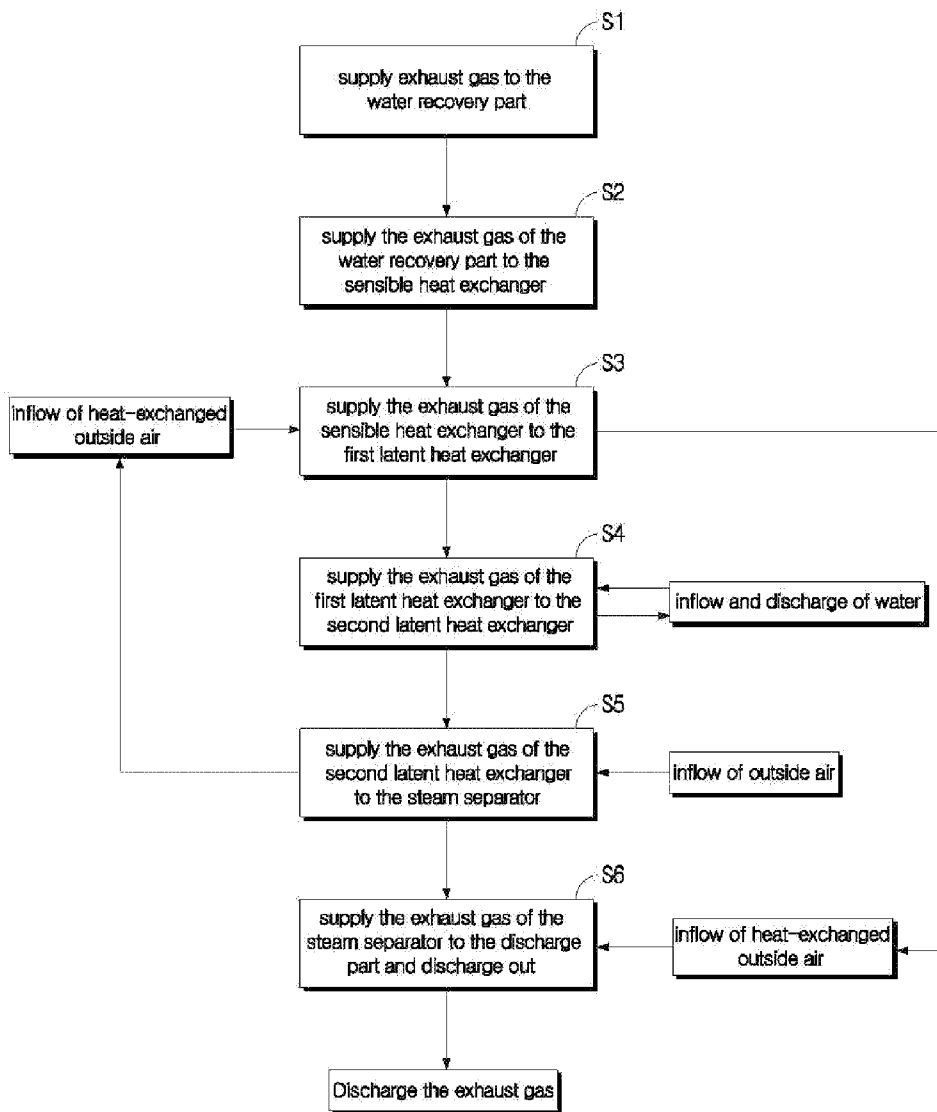 S1
supply exhaust gas to the
water recovery part
S2
supply the exhaust gas of the
water recovery part to the
sensible heat exchanger
S3
inflow of heat-exchanged
outside air
supply the exhaust gas of the
sensible heat exchanger to the
first latent heat exchanger
S4
supply the exhaust gas of the
first latent heat exchanger to the
second latent heat exchanger
inflow and discharge of water
S5
supply the exhaust gas of the
second latent heat exchanger
to the steam separator
inflow of outside air
S6
supply the exhaust gas of the
steam separator to the discharge
part and discharge out
inflow of heat-exchanged
outside air
Discharge the exhaust gas